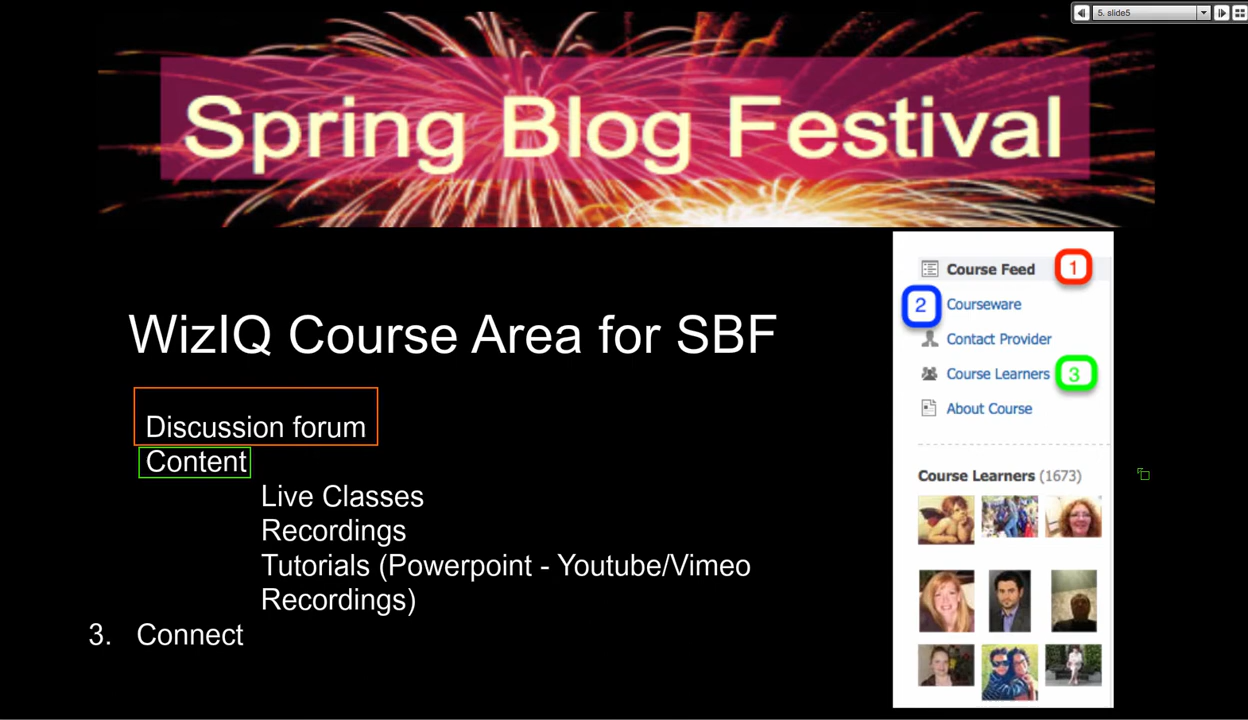 5. slide5
Spring Blog Festival
WizIQ Course Area for SBF
Discussion forum
Content
Live Classes
Recordings
Tutorials (Powerpoint - Youtube/Vimeo
Recordings)
3. Connect
Course Feed 1
2 Courseware
Contact Provider
Course Learners 3
About Course
Course Learners (1673)